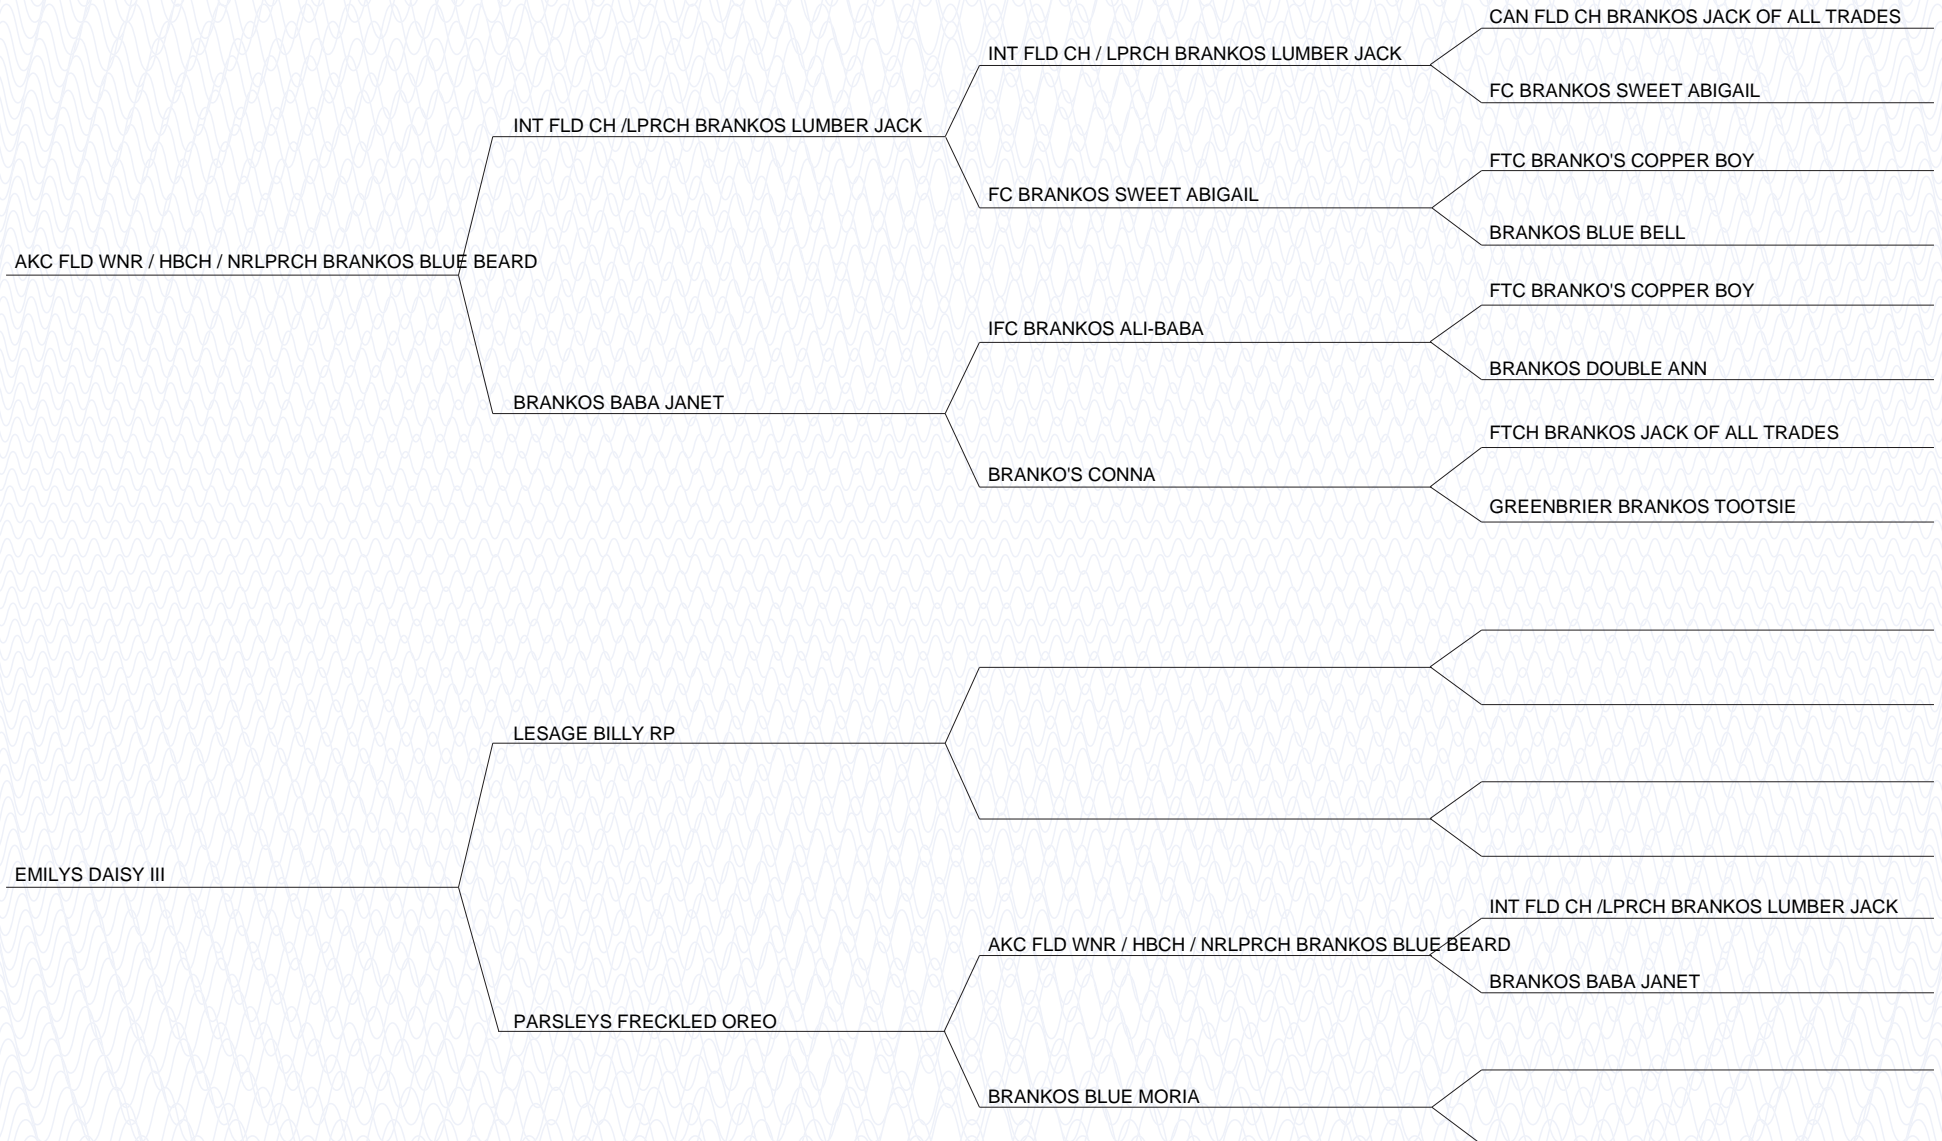 CAN FLD CH BRANKOS JACK OF ALL TRADES
INT FLD CH / LPRCH BRANKOS LUMBER JACK
FC BRANKOS SWEET ABIGAIL
INT FLD CH /LPRCH BRANKOS LUMBER JACK
FTC BRANKO'S COPPER BOY
FC BRANKOS SWEET ABIGAIL
BRANKOS BLUE BELL
AKC FLD WNR / HBCH / NRLPRCH BRANKOS BLUE BEARD
FTC BRANKO'S COPPER BOY
IFC BRANKOS ALI-BABA
BRANKOS DOUBLE ANN
BRANKOS BABA JANET
FTCH BRANKOS JACK OF ALL TRADES
BRANKO'S CONNA
GREENBRIER BRANKOS TOOTSIE
LESAGE BILLY RP
EMILYS DAISY III
INT FLD CH /LPRCH BRANKOS LUMBER JACK
AKC FLD WNR / HBCH / NRLPRCH BRANKOS BLUE BEARD
BRANKOS BABA JANET
PARSLEYS FRECKLED OREO
BRANKOS BLUE MORIA